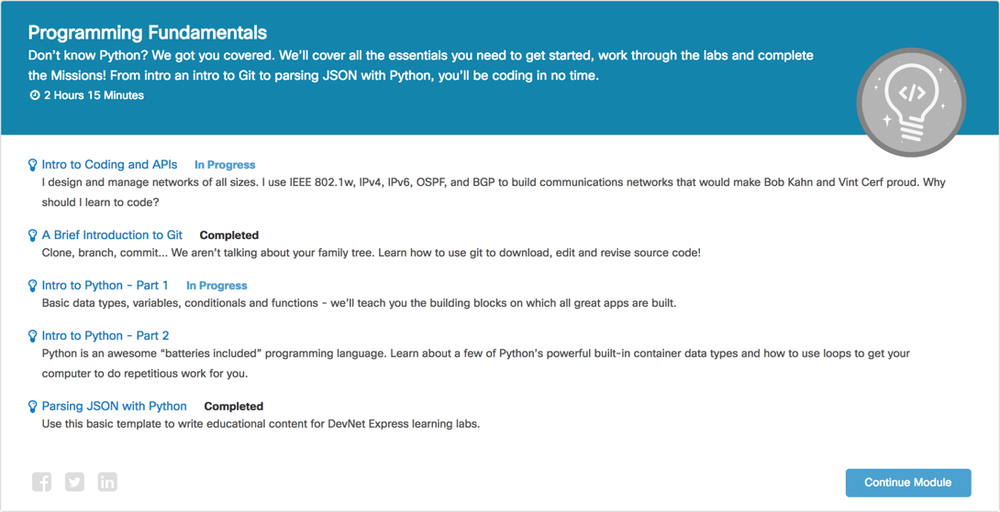 Programming Fundamentals
Don't know Python? We got you covered. We'll cover all the essentials you need to get started, work through the labs and complete
the Missions! From intro an intro to Git to parsing JSON with Python, you'll be coding in no time.
2 Hours 15 Minutes
</>
Intro to Coding and APIs In Progress
I design and manage networks of all sizes. I use IEEE 802.1w, IPv4, IPv6, OSPF, and BGP to build communications networks that would make Bob Kahn and Vint Cerf proud. Why
should I learn to code?
A Brief Introduction to Git Completed
Clone, branch, commit... We aren't talking about your family tree. Learn how to use git to download, edit and revise source code!
Intro to Python - Part 1 In Progress
Basic data types, variables, conditionals and functions - we'll teach you the building blocks on which all great apps are built.
Intro to Python - Part 2
Python is an awesome “batteries included” programming language. Learn about a few of Python's powerful built-in container data types and how to use loops to get your
computer to do repetitious work for you.
Parsing JSON with Python Completed
Use this basic template to write educational content for DevNet Express learning labs.
Continue Module